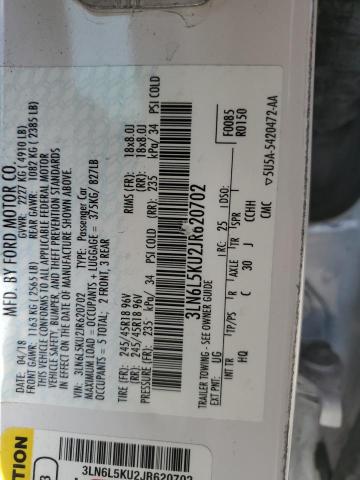 MFD. BY FORD MOTOR CO.
04/18 GVWR: 2227 KG ( 4910 LB)
FRONT GAWR: 1163 KG ( 2565 LB) REAR GAWR: 1082 KG ( 2385 LB)
THIS VEHICLE CONFORMS TO ALL APPLICABLE FEDERAL MOTOR
VEHICLE SAFETY, BUMPER, AND THEFT PREVENTION STANDARDS
IN EFFECT ON THE DATE OF MANUFACTURE SHOWN ABOVE.
VIN: 3LN6L5KU2JR620702 TYPE: Passenger Car
MAXIMUM LOAD = OCCUPANTS + LUGGAGE = 375KG/ 827LB
OCCUPANTS: 5 TOTAL; 2 FRONT, 3 REAR
TIRE (FR): 245/45R18 96V RIMS (FR): 18x8.0J
TIRE (RR): 245/45R18 96V (RR): 18x8.0J
PRESSURE (FR): 235 kPa/ 34 PSI COLD
(RR): 235 kPa/ 34 PSI COLD
3LN6L5KU2JR620702
TRAILER TOWING - SEE OWNER GUIDE
F0085
R0150
EXT PNT: UG RC: 25 DSO:
INT TR TP/PS AXLE TR SPR
HQ C 30 J CCHH
CMC ▽5U5A-5420472-AA
3LN6L5KU2JR620702